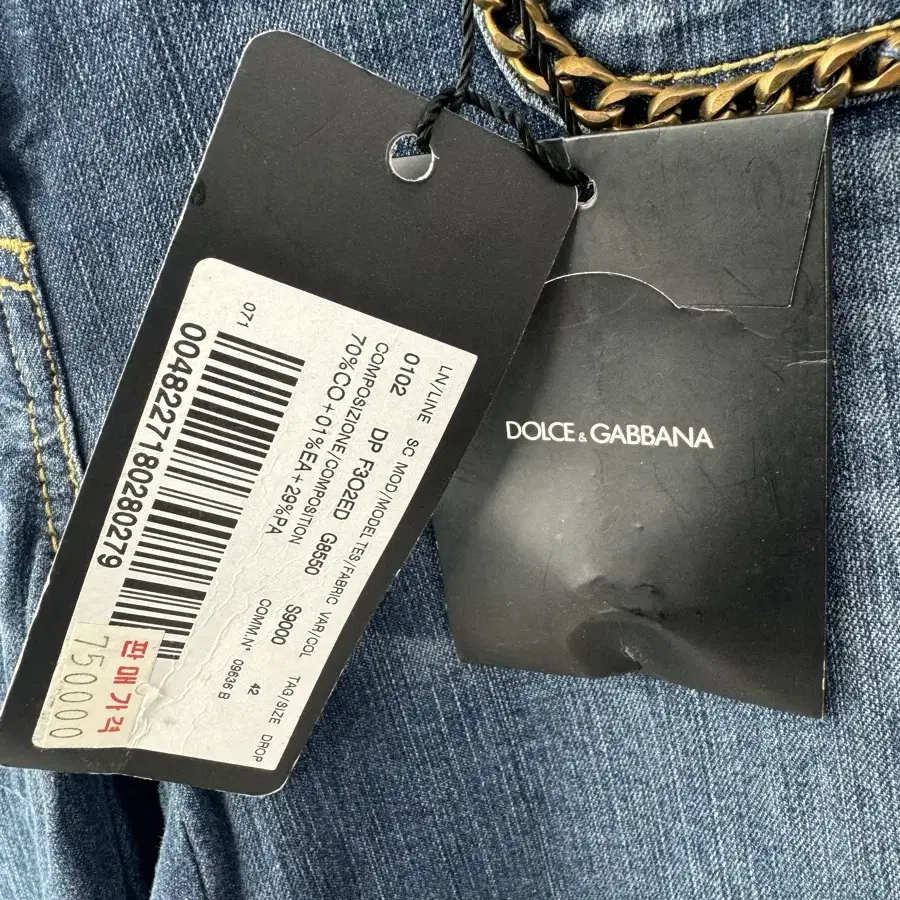 LN/LINE SC MOD/MODEL TES/FABRIC VAR/COL TAG/SIZE DROP
0102 DP F3O2ED G8550 S9000 42
COMPOSIZIONE/COMPOSITION COMM.N° 09636 B
70%CO+01%EA+29%PA
071
0048227180280279
판매가격
750000
DOLCE & GABBANA